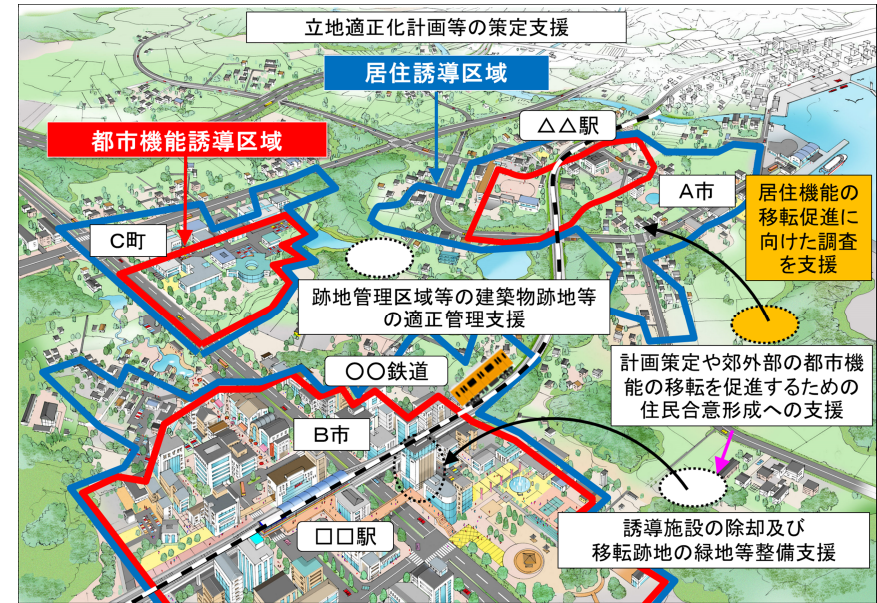 立地適正化計画等の策定支援
居住誘導区域
△△駅
都市機能誘導区域
A市
居住機能の
移転促進に
向けた調査
を支援
C町
跡地管理区域等の建築物跡地等
の適正管理支援
〇〇鉄道
計画策定や郊外部の都市機
能の移転を促進するための
住民合意形成への支援
B市
□□駅
誘導施設の除却及び
移転跡地の緑地等整備支援